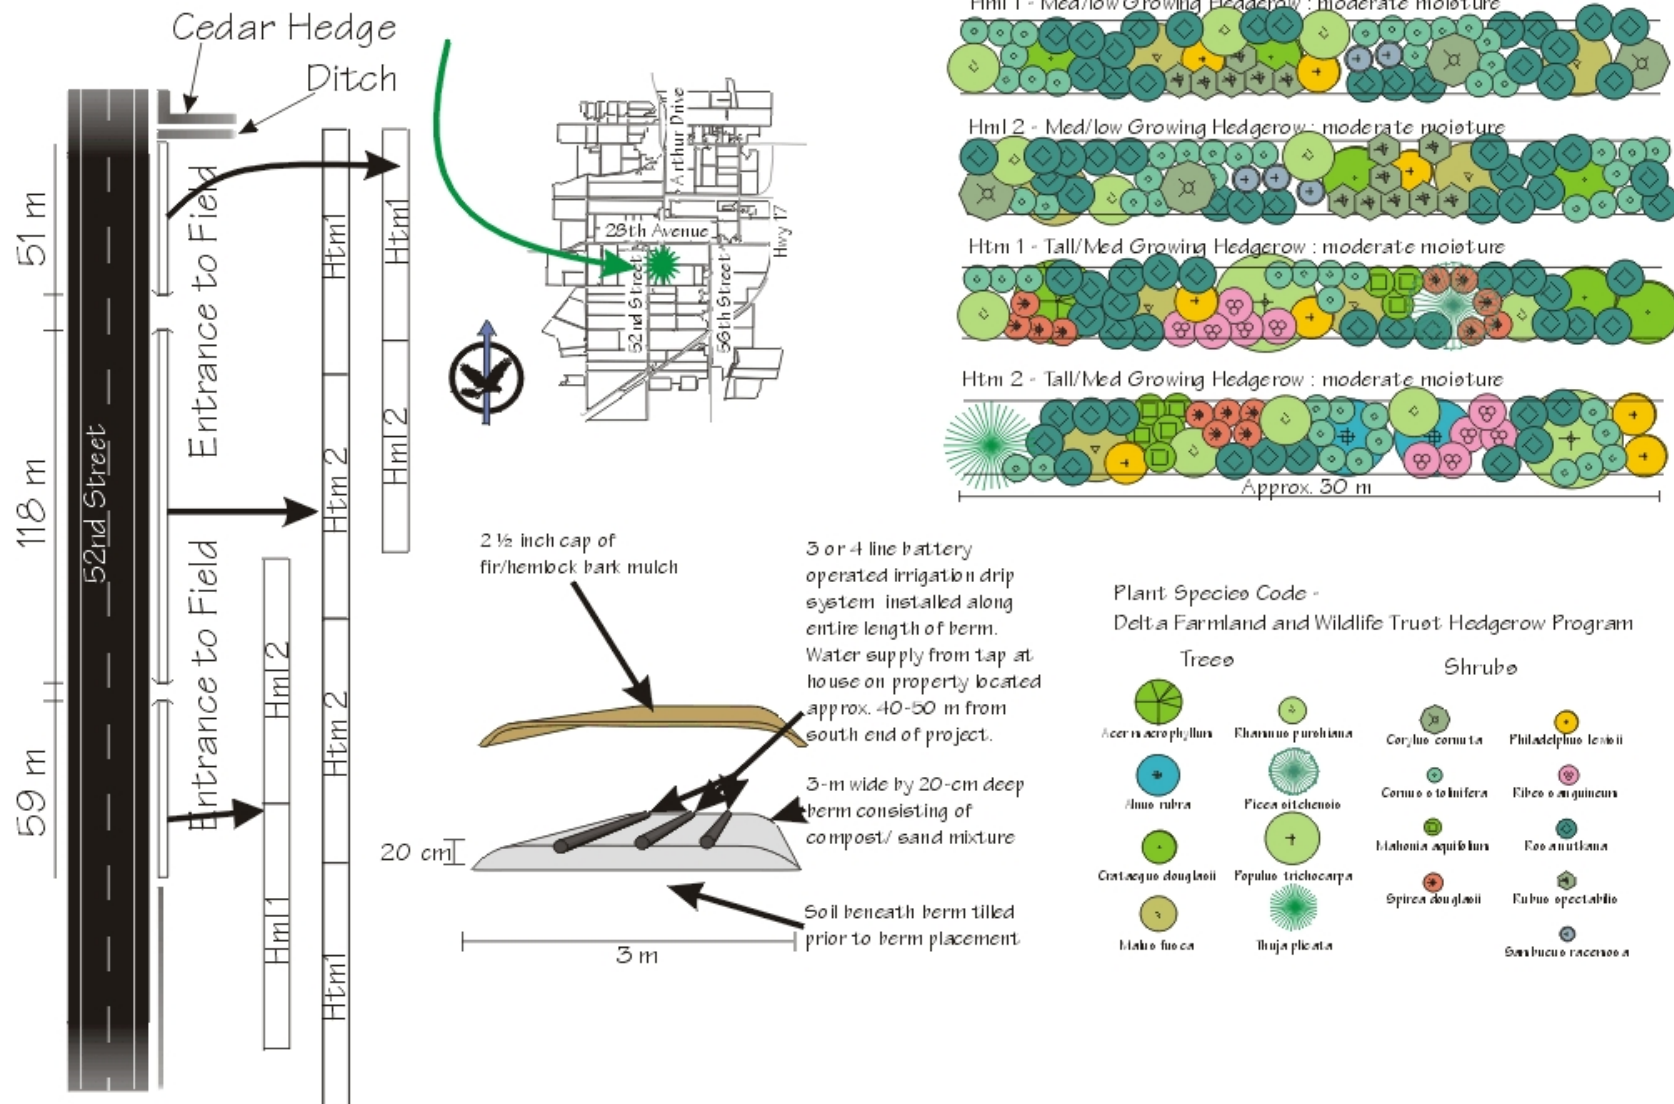 Cedar Hedge
Ditch
51 m
118 m
59 m
52nd Street
Entrance to Field
Entrance to Field
Htm1
Htm 2
Htm 2
Htm1
Htm1
Hml 2
Hml 2
Hml 1
Arthur Drive
28th Avenue
Hwy 17
52nd Street
56th Street
Hml 1 - Med/low Growing Hedgerow : moderate moisture
Hml 2 - Med/low Growing Hedgerow : moderate moisture
Htm 1 - Tall/Med Growing Hedgerow : moderate moisture
Htm 2 - Tall/Med Growing Hedgerow : moderate moisture
Approx. 30 m
2 ½ inch cap of
fir/hemlock bark mulch
3 or 4 line battery
operated irrigation drip
system installed along
entire length of berm.
Water supply from tap at
house on property located
approx. 40-50 m from
south end of project.
3-m wide by 20-cm deep
berm consisting of
compost/ sand mixture
20 cm
Soil beneath berm tilled
prior to berm placement
3 m
Plant Species Code -
Delta Farmland and Wildlife Trust Hedgerow Program
Trees
Acer macrophyllum
Rhamnus purshiana
Alnus rubra
Picea sitchensis
Crataegus douglasii
Populus trichocarpa
Malus fusca
Thuja plicata
Shrubs
Corylus cornuta
Philadelphus lewisii
Cornus stolinifera
Ribes sanguineum
Mahonia aquifolium
Rosa nutkana
Spirea douglasii
Rubus spectabilis
Sambucus racemosa